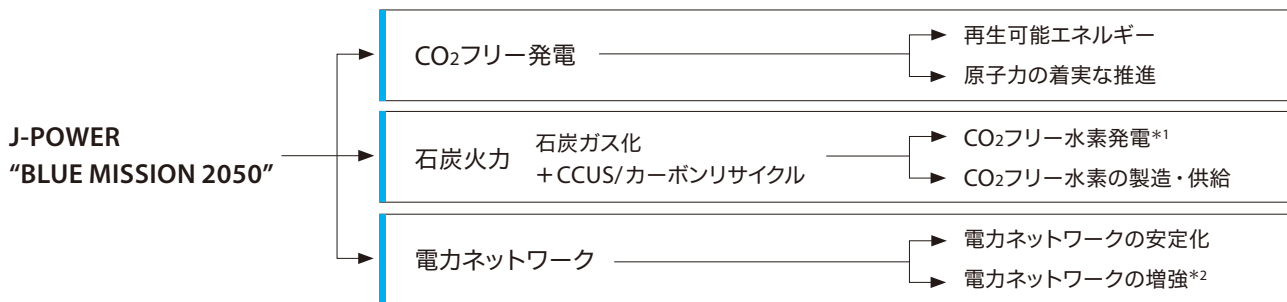 J-POWER
“BLUE MISSION 2050”
CO2フリー発電
再生可能エネルギー
原子力の着実な推進
石炭火力
石炭ガス化
+CCUS/カーボンリサイクル
CO2フリー水素発電*1
CO2フリー水素の製造・供給
電力ネットワーク
電力ネットワークの安定化
電力ネットワークの増強*2